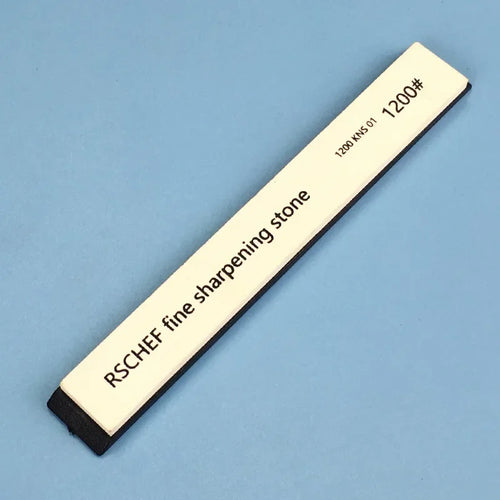 RSCHEF fine sharpening stone
1200 KNS 01
1200#